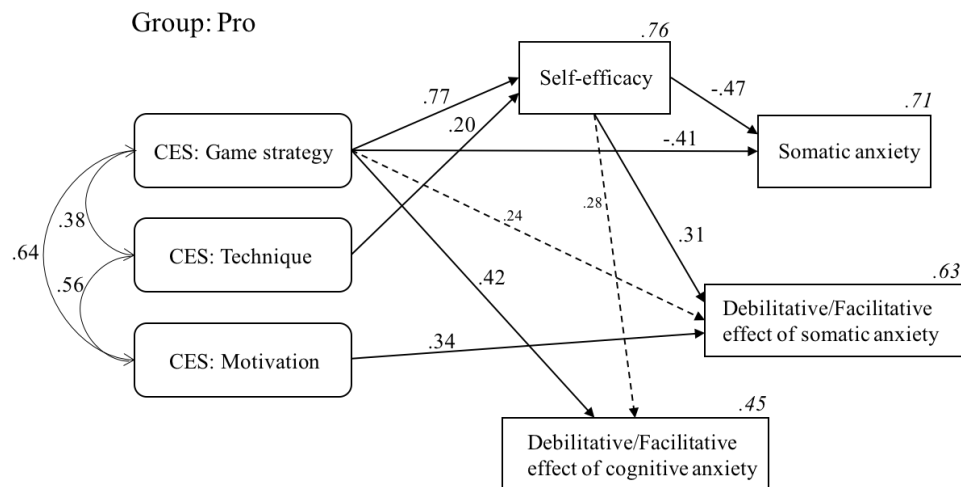 Group: Pro
.76
Self-efficacy
.77
-.47
.71
.20
CES: Game strategy
-.41
Somatic anxiety
.38
.24
.28
.64
CES: Technique
.31
.56
.42
.63
Debilitative/Facilitative
effect of somatic anxiety
CES: Motivation
.34
.45
Debilitative/Facilitative
effect of cognitive anxiety